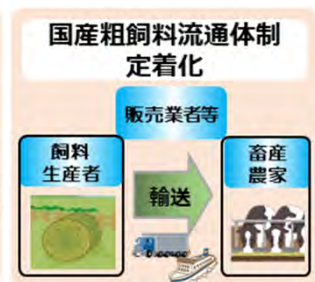 国産粗飼料流通体制
定着化
販売業者等
飼料
生産者
輸送
畜産
農家